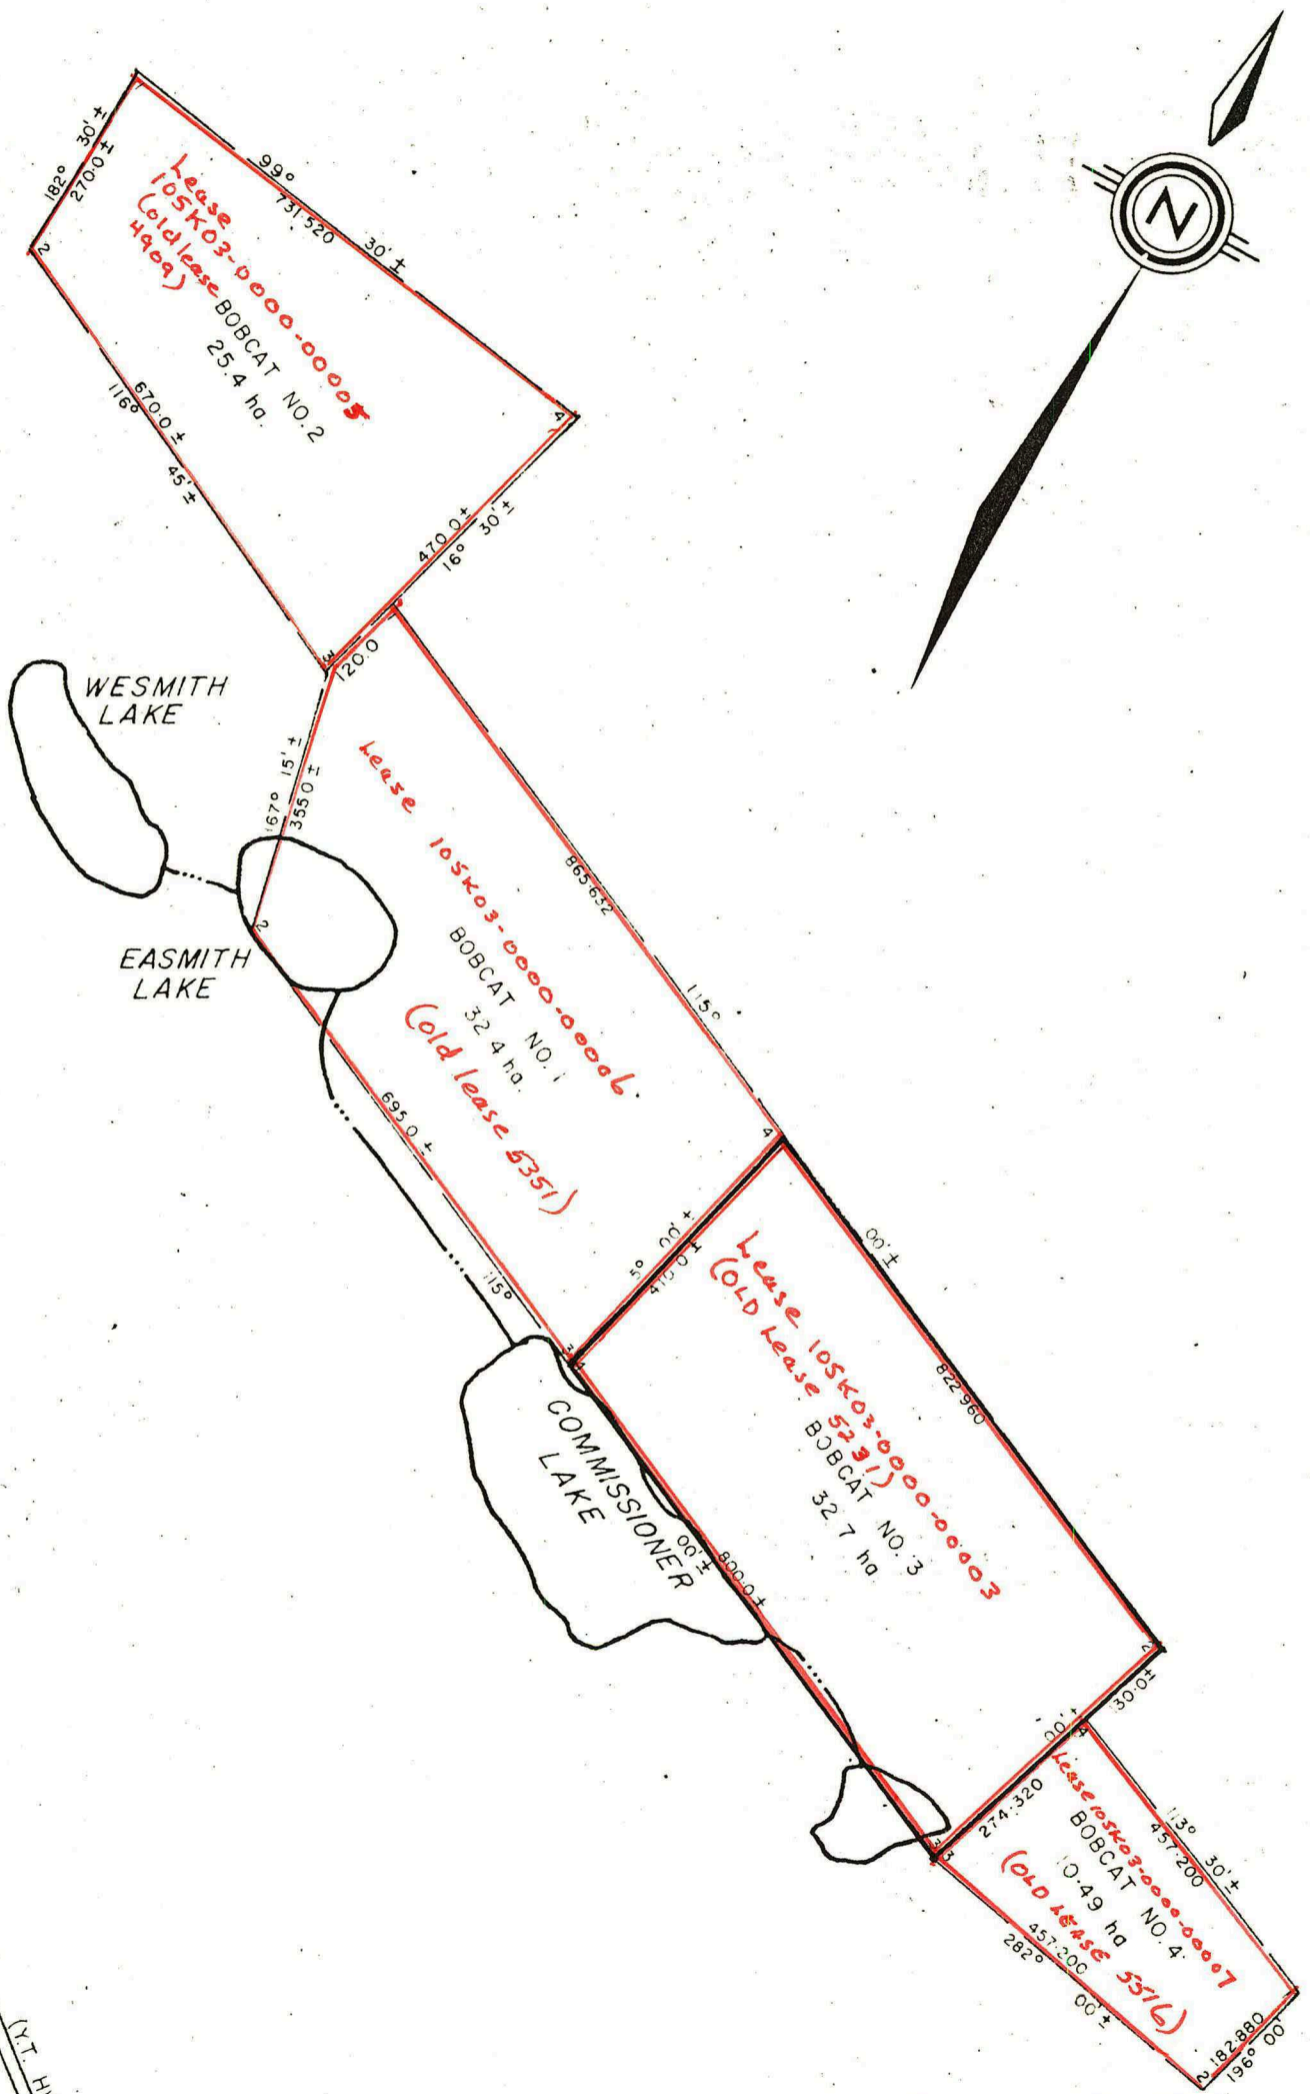 N
1
30'±
182°
270.0±
2
99°
731.520
30'±
Lease
105K03-0000-00005
(old lease
4909)
BOBCAT NO. 2
25.4 ha.
670.0±
116°
45'±
4
470.0±
16° 30'±
3
120.0
WESMITH
LAKE
167° 15'±
355.0±
2
EASMITH
LAKE
Lease 105K03-0000-00006
BOBCAT NO. 1
32.4 ha.
(old lease 5351)
865.632
115°
695.0±
115°
4
5° 00'±
410.0±
3
00'±
822.960
Lease 105K03-0000-00003
(OLD Lease 5231)
BOBCAT NO. 3
32.7 ha.
COMMISSIONER
LAKE
00'±
800.0±
2
130.0±
00'±
4
274.320
3
3
Lease 105K03-0000-00007
BOBCAT NO. 4
10.49 ha
(OLD LEASE 5516)
113°
457.200
30'±
457.200
282°
00'±
182.880
196° 00'
2
(Y.T. H